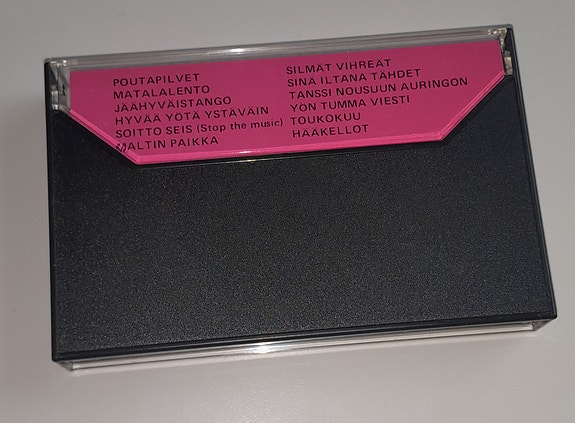 POUTAPILVET
MATALALENTO
JÄÄHYVÄISTANGO
HYVÄÄ YÖTÄ YSTÄVÄIN
SOITTO SEIS (Stop the music)
MALTIN PAIKKA
SILMÄT VIHREAT
SINÄ ILTANA TÄHDET
TANSSI NOUSUUN AURINGON
YÖN TUMMA VIESTI
TOUKOKUU
HÄÄKELLOT